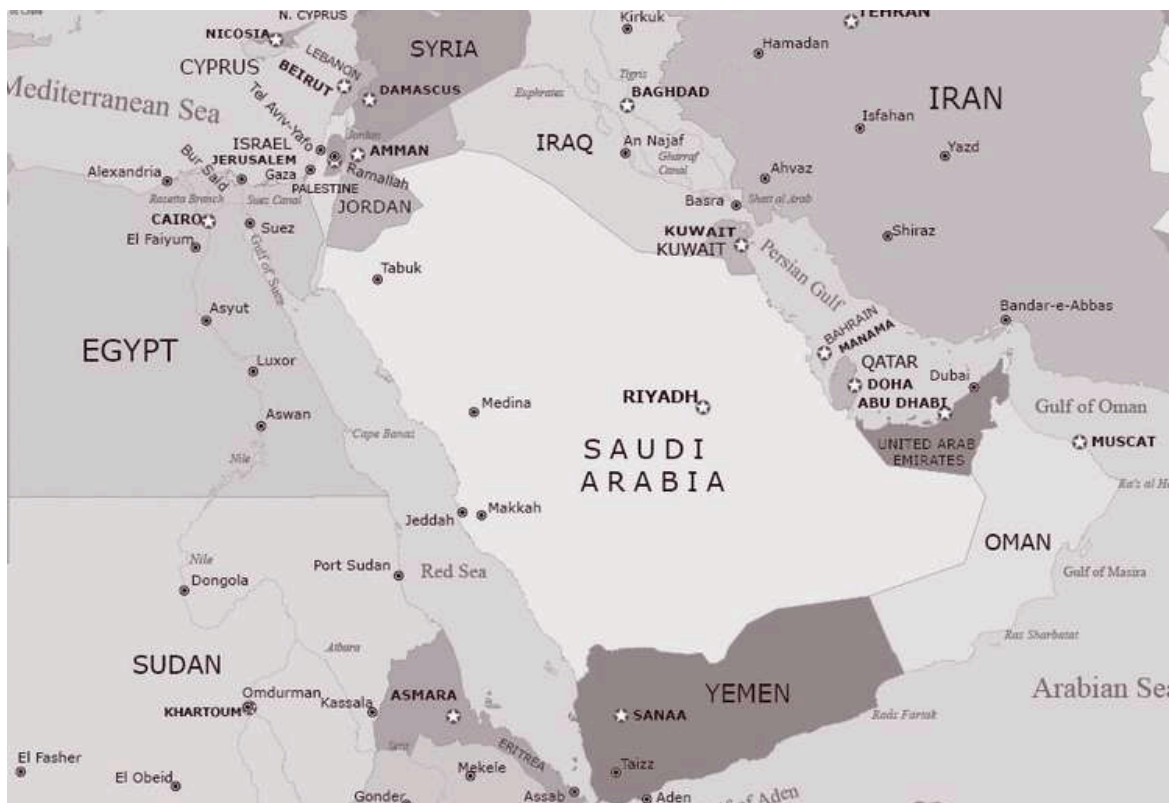 N. CYPRUS
TEHRAN
Kirkuk
NICOSIA
SYRIA
Hamadan
LEBANON
CYPRUS
BEIRUT
Tigris
DAMASCUS
Euphrates
BAGHDAD
IRAN
Mediterranean Sea
Tel Aviv-Yafo
Isfahan
Jordan
ISRAEL
AMMAN
IRAQ
An Najaf
Yazd
JERUSALEM
Gharraf
Canal
Alexandria
Bur Said
Gaza
Ramallah
Ahvaz
PALESTINE
Rosetta Branch
Suez Canal
JORDAN
Basra
Shatt al Arab
CAIRO
Suez
KUWAIT
KUWAIT
Shiraz
El Faiyum
Gulf of Suez
Persian Gulf
Tabuk
Asyut
Bandar-e-Abbas
EGYPT
BAHRAIN
MANAMA
Luxor
QATAR
DOHA
Dubai
RIYADH
ABU DHABI
Medina
Gulf of Oman
Aswan
Cape Banas
MUSCAT
SAUDI
ARABIA
UNITED ARAB
EMIRATES
Nile
Jeddah
Makkah
OMAN
Nile
Port Sudan
Red Sea
Gulf of Masira
Dongola
Ras Sharbatat
Atbara
SUDAN
YEMEN
Omdurman
ASMARA
Arabian Sea
KHARTOUM
Kassala
SANAA
ERITREA
El Fasher
El Obeid
Mekele
Taizz
Gonder
Assab
Aden
of Aden